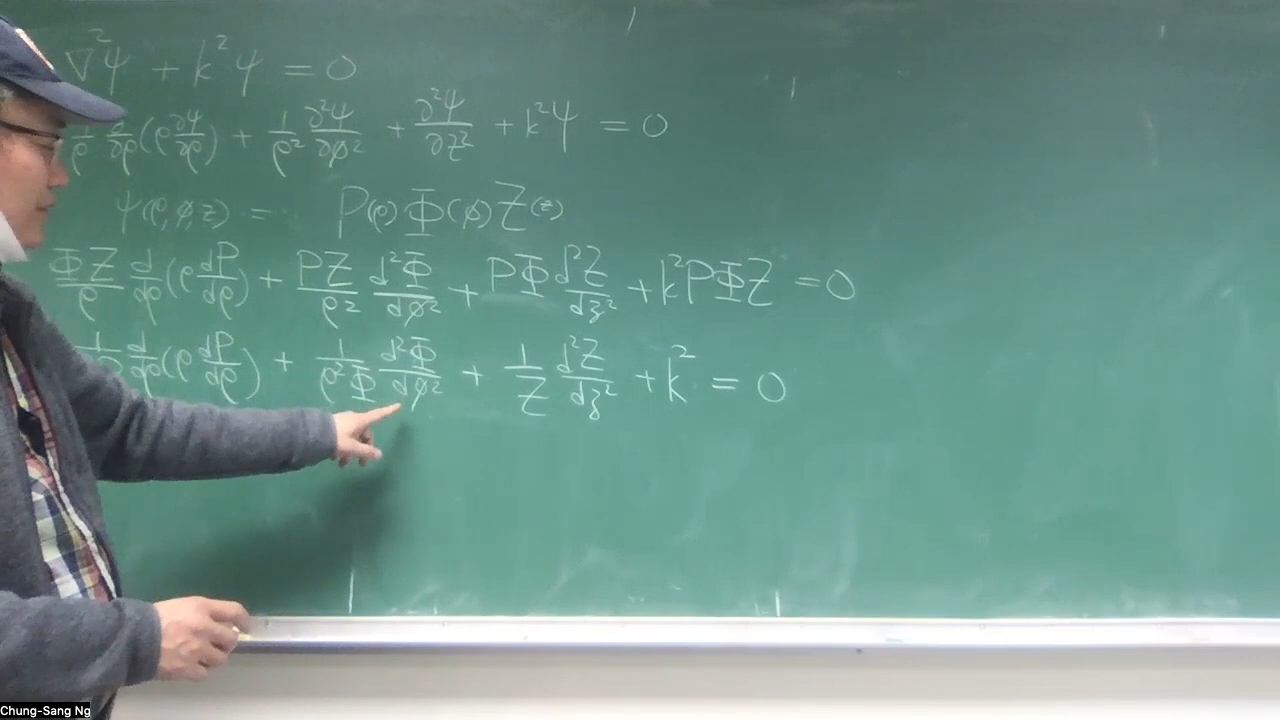 ∇²ψ + k²ψ = 0
1/ρ ∂/∂ρ(ρ ∂ψ/∂ρ) + 1/ρ² ∂²ψ/∂φ² + ∂²ψ/∂z² + k²ψ = 0
ψ(ρ,φ,z) = P(ρ)Φ(φ)Z(z)
ΦZ/ρ d/dρ(ρ dP/dρ) + PZ/ρ² d²Φ/dφ² + PΦ d²Z/dz² + k²PΦZ = 0
d/dρ(ρ dP/dρ) + 1/ρ²Φ d²Φ/dφ² + 1/Z d²Z/dz² + k² = 0
Chung-Sang Ng